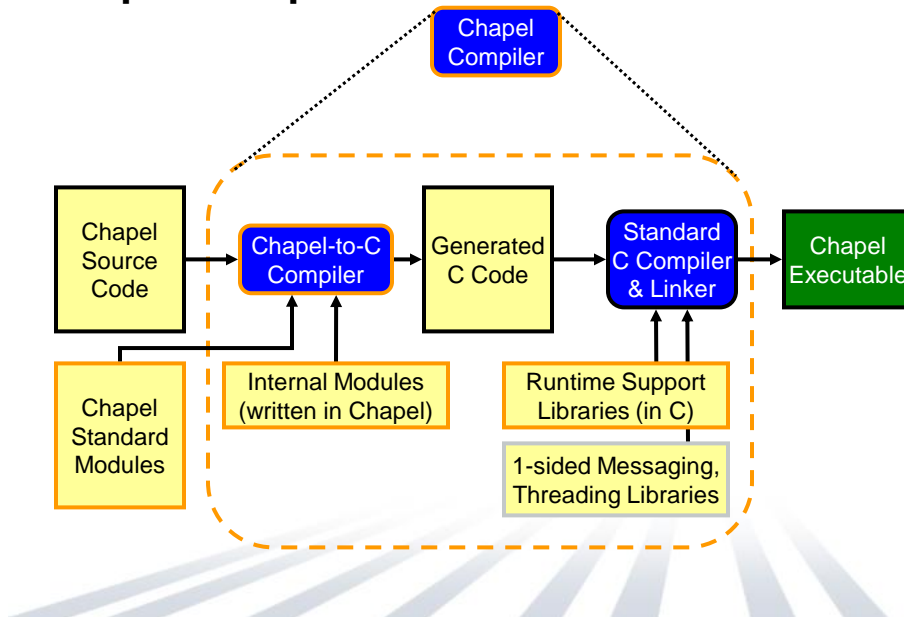 Chapel
Compiler
Chapel
Source
Code
Chapel-to-C
Compiler
Generated
C Code
Standard
C Compiler
& Linker
Chapel
Executable
Chapel
Standard
Modules
Internal Modules
(written in Chapel)
Runtime Support
Libraries (in C)
1-sided Messaging,
Threading Libraries